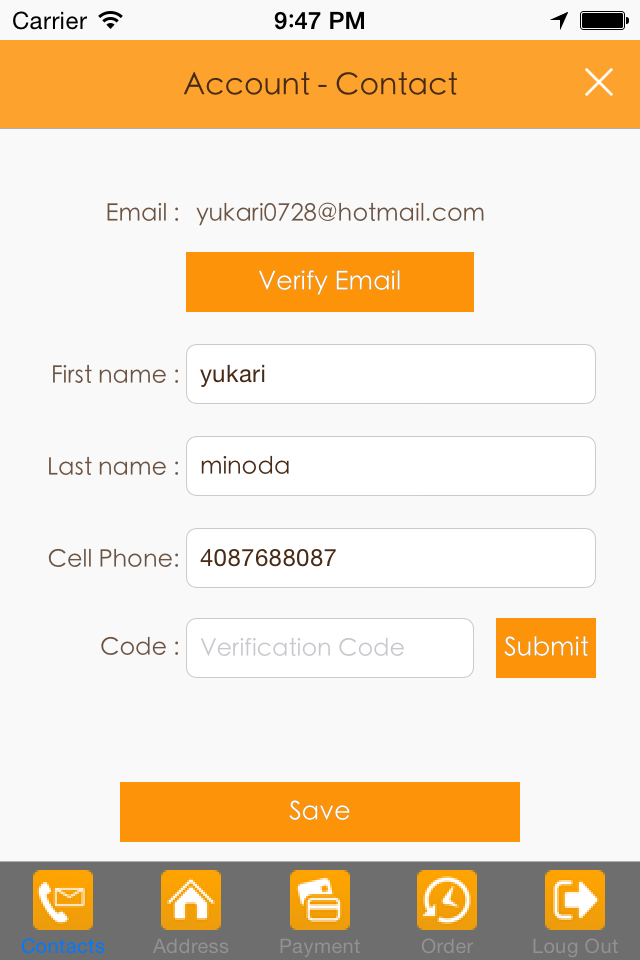 Carrier 9:47 PM
Account - Contact
Email : yukari0728@hotmail.com
Verify Email
First name : yukari
Last name : minoda
Cell Phone: 4087688087
Code : Verification Code Submit
Save
Contacts Address Payment Order Loug Out